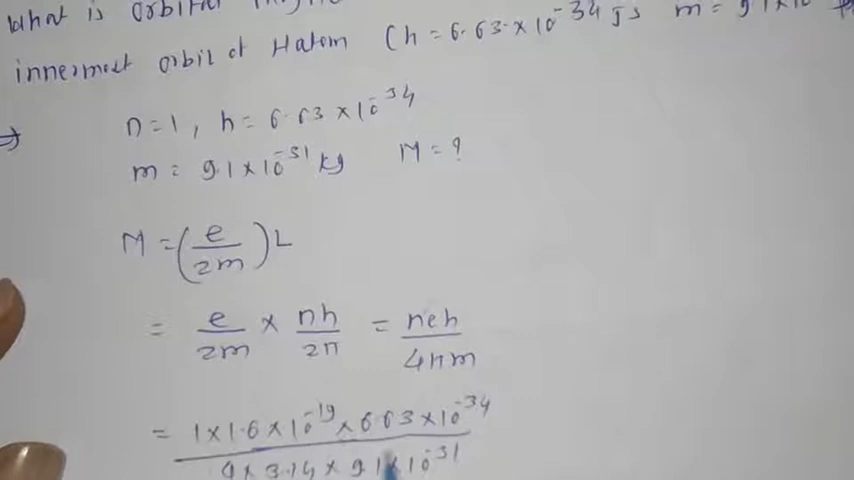 What is orbital
innermost orbit of H atom (h = 6.63 × 10^-34 Js m = 9.1×10
⇒ n=1, h = 6.63 × 10^-34
m = 9.1 × 10^-31 kg M = ?
M = (e/2m) L
= e/2m × nh/2π = neh/4πm
= 1 × 1.6 × 10^-19 × 6.63 × 10^-34 / 4 × 3.14 × 9.1 × 10^-31